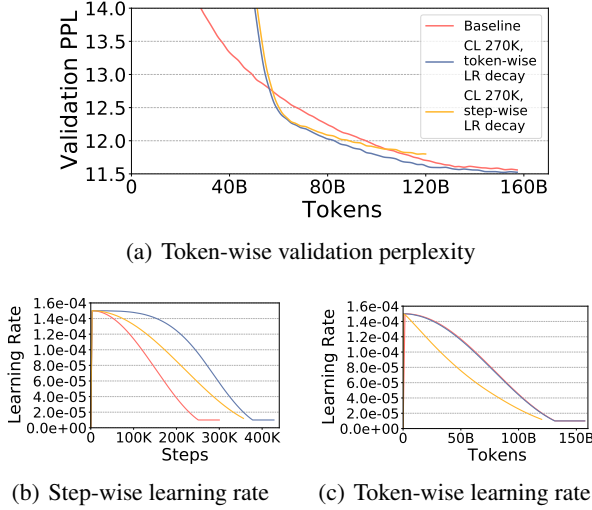 Validation PPL
14.0
13.5
13.0
12.5
12.0
11.5
0
40B
80B
120B
160B
Tokens
Baseline
CL 270K,
token-wise
LR decay
CL 270K,
step-wise
LR decay
(a) Token-wise validation perplexity
Learning Rate
1.6e-04
1.4e-04
1.2e-04
1.0e-04
8.0e-05
6.0e-05
4.0e-05
2.0e-05
0.0e+00
0
100K
200K
300K
400K
Steps
Learning Rate
1.6e-04
1.4e-04
1.2e-04
1.0e-04
8.0e-05
6.0e-05
4.0e-05
2.0e-05
0.0e+00
0
50B
100B
150B
Tokens
(b) Step-wise learning rate
(c) Token-wise learning rate